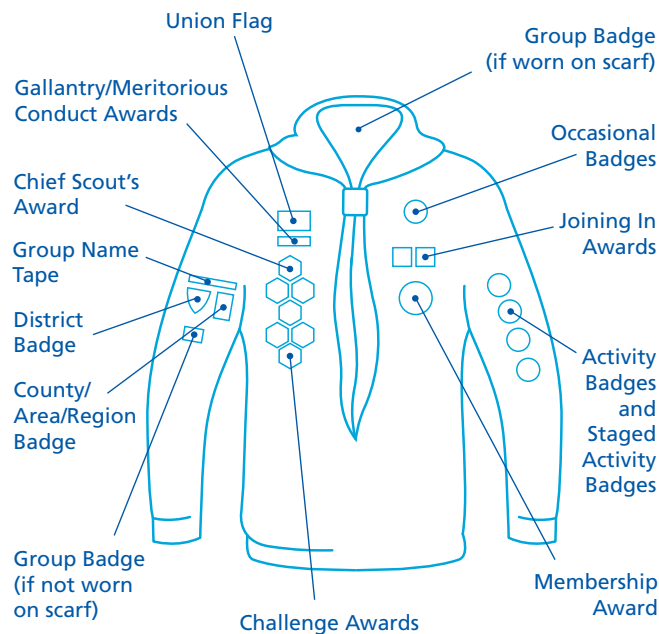 Union Flag
Group Badge
(if worn on scarf)
Gallantry/Meritorious
Conduct Awards
Occasional
Badges
Chief Scout's
Award
Joining In
Awards
Group Name
Tape
District
Badge
Activity
Badges
and
Staged
Activity
Badges
County/
Area/Region
Badge
Group Badge
(if not worn
on scarf)
Membership
Award
Challenge Awards